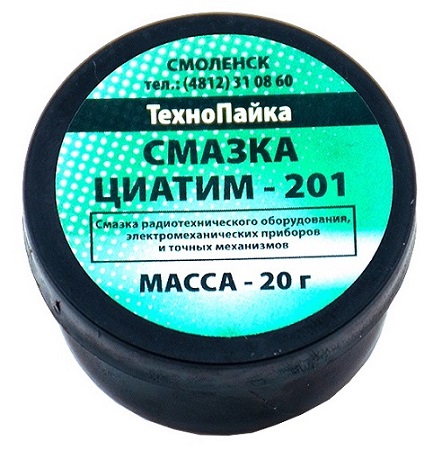 СМОЛЕНСК
тел.: (4812) 31 08 60
ТехноПайка
СМАЗКА
ЦИАТИМ - 201
Смазка радиотехнического оборудования,
электромеханических приборов
и точных механизмов
МАССА - 20 г